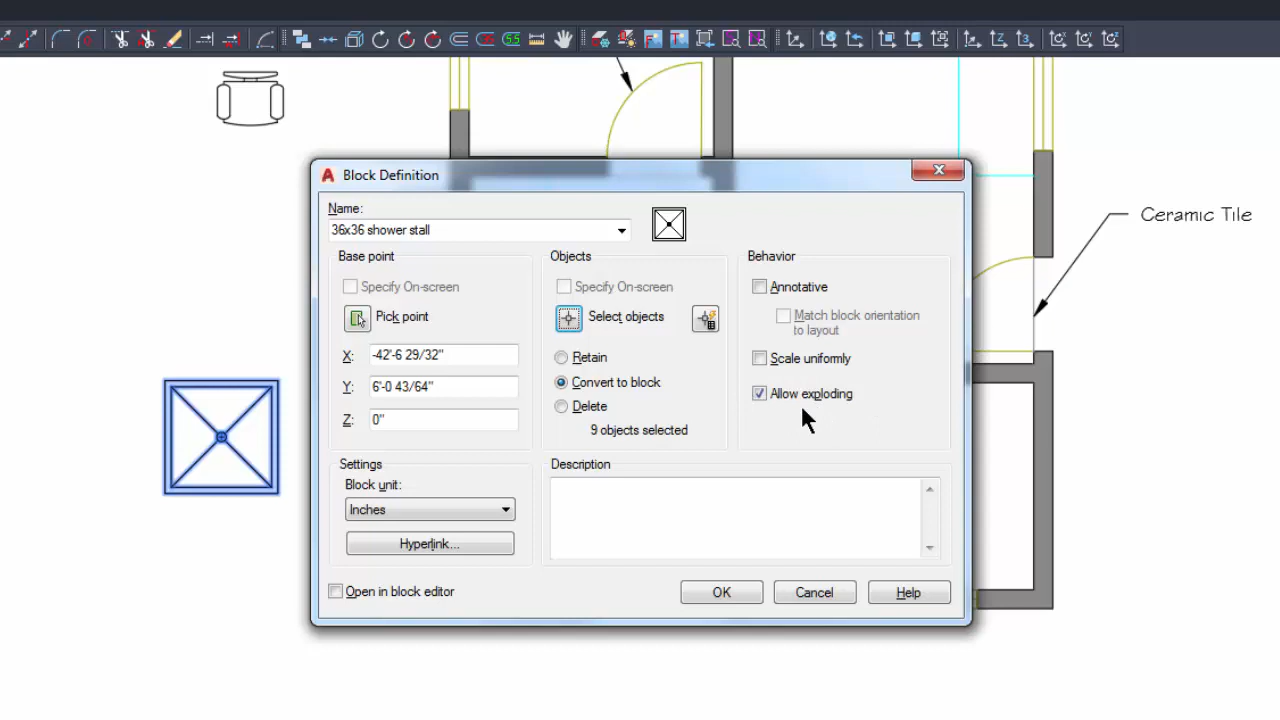 Ceramic Tile
Block Definition
Name:
36x36 shower stall
Base point
Specify On-screen
Pick point
X: -42'-6 29/32"
Y: 6'-0 43/64"
Z: 0"
Objects
Specify On-screen
Select objects
Retain
Convert to block
Delete
9 objects selected
Behavior
Annotative
Match block orientation
to layout
Scale uniformly
Allow exploding
Settings
Block unit:
Inches
Hyperlink...
Description
Open in block editor
OK
Cancel
Help